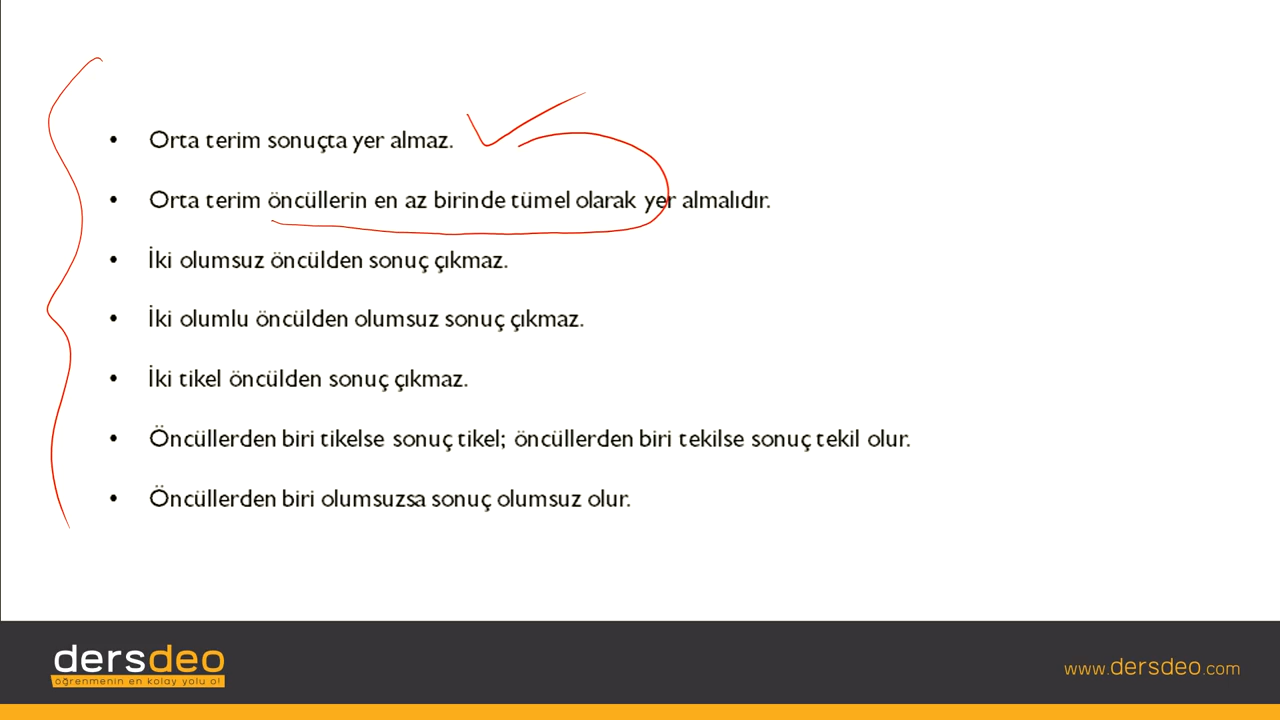 • Orta terim sonuçta yer almaz.
• Orta terim öncüllerin en az birinde tümel olarak yer almalıdır.
• İki olumsuz öncülden sonuç çıkmaz.
• İki olumlu öncülden olumsuz sonuç çıkmaz.
• İki tikel öncülden sonuç çıkmaz.
• Öncüllerden biri tikelse sonuç tikel; öncüllerden biri tekilse sonuç tekil olur.
• Öncüllerden biri olumsuzsa sonuç olumsuz olur.
dersdeo
öğrenmenin en kolay yolu o!
www.dersdeo.com